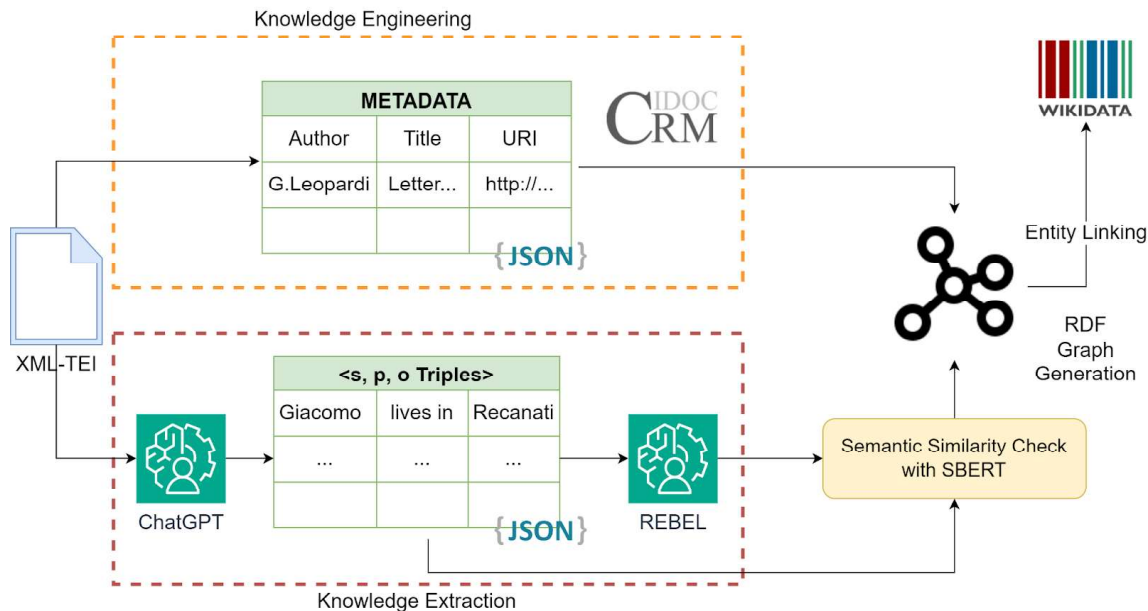 Knowledge Engineering
METADATA
Author Title URI
G.Leopardi Letter... http://...
{JSON}
CIDOC
CRM
WIKIDATA
Entity Linking
RDF
Graph
Generation
XML-TEI
<s, p, o Triples>
Giacomo lives in Recanati
... ... ...
{JSON}
ChatGPT
REBEL
Semantic Similarity Check
with SBERT
Knowledge Extraction